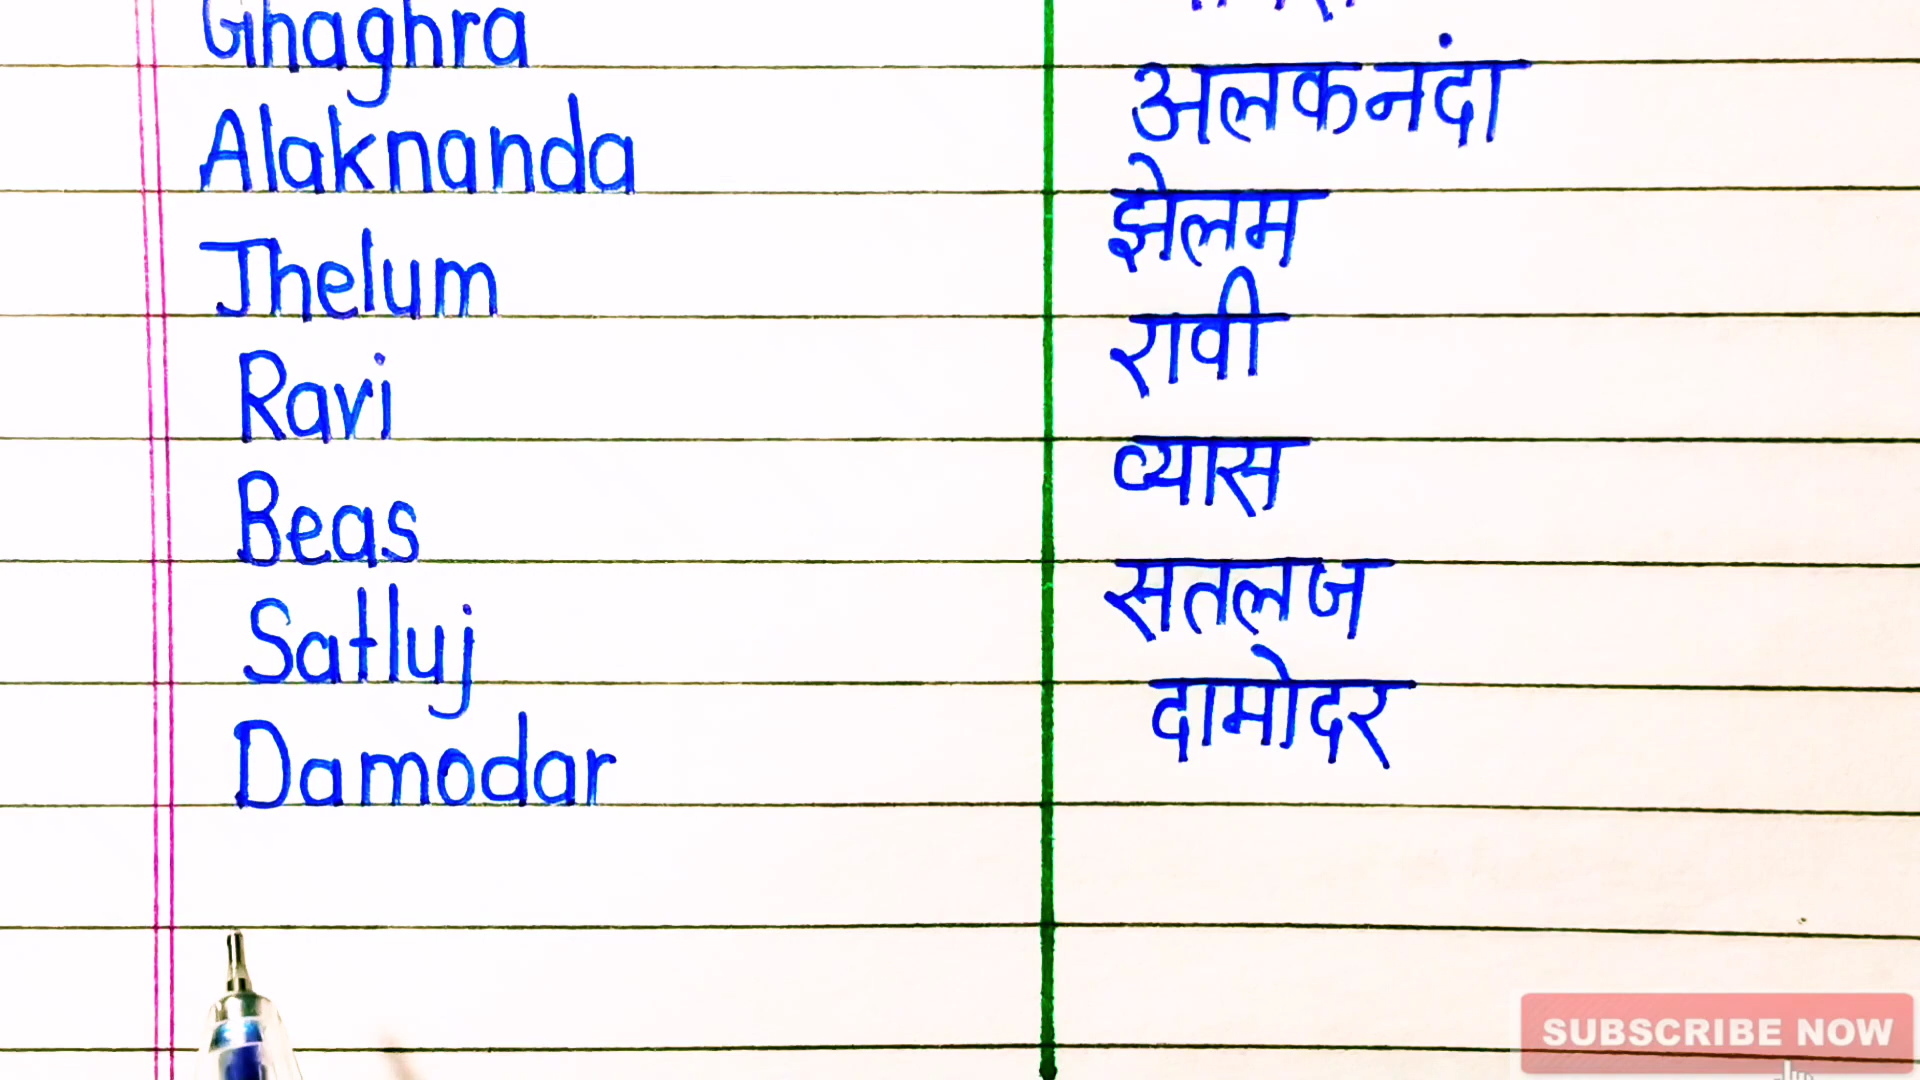 Ghaghra
Alaknanda अलकनंदा
Jhelum झेलम
Ravi रावी
Beas व्यास
Satluj सतलज
Damodar दामोदर
SUBSCRIBE NOW